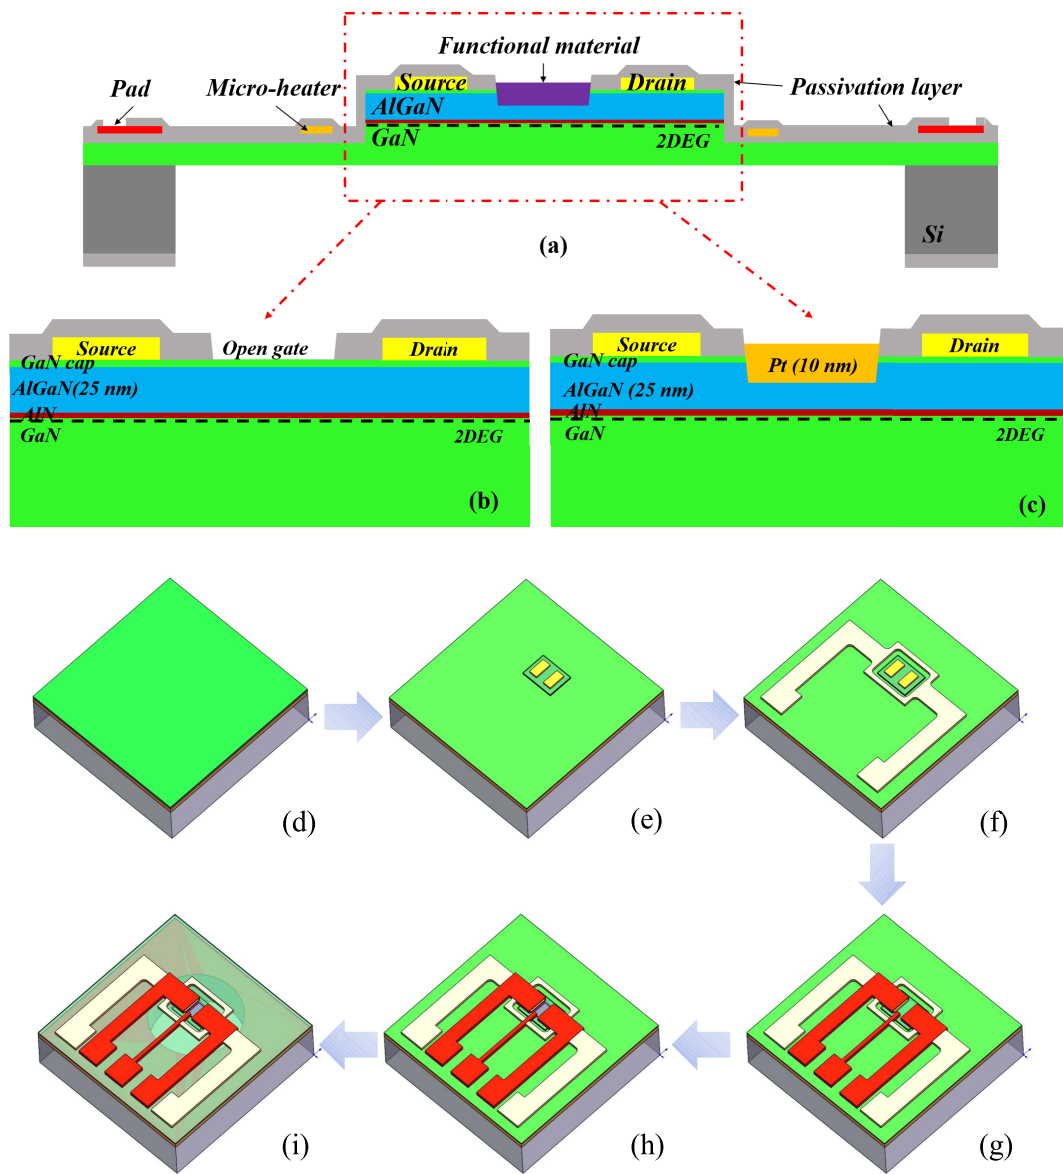 Functional material
Pad
Micro-heater
Source
Drain
Passivation layer
AlGaN
GaN
2DEG
Si
(a)
Source
Open gate
Drain
GaN cap
AlGaN(25 nm)
AlN
GaN
2DEG
(b)
Source
Pt (10 nm)
Drain
GaN cap
AlGaN (25 nm)
AlN
GaN
2DEG
(c)
(d)
(e)
(f)
(i)
(h)
(g)